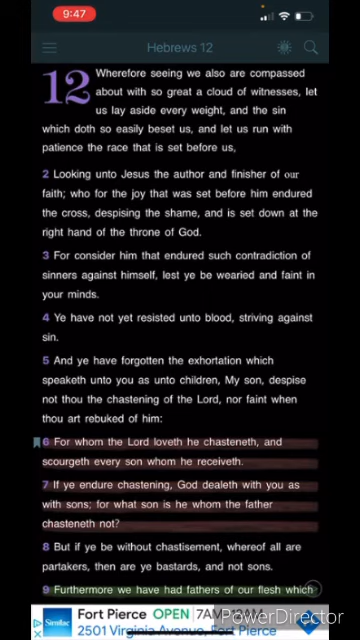 9:47
Hebrews 12
12 Wherefore seeing we also are compassed
about with so great a cloud of witnesses, let
us lay aside every weight, and the sin
which doth so easily beset us, and let us run with
patience the race that is set before us,
2 Looking unto Jesus the author and finisher of our
faith; who for the joy that was set before him endured
the cross, despising the shame, and is set down at the
right hand of the throne of God.
3 For consider him that endured such contradiction of
sinners against himself, lest ye be wearied and faint in
your minds.
4 Ye have not yet resisted unto blood, striving against
sin.
5 And ye have forgotten the exhortation which
speaketh unto you as unto children, My son, despise
not thou the chastening of the Lord, nor faint when
thou art rebuked of him:
6 For whom the Lord loveth he chasteneth, and
scourgeth every son whom he receiveth.
7 If ye endure chastening, God dealeth with you as
with sons; for what son is he whom the father
chasteneth not?
8 But if ye be without chastisement, whereof all are
partakers, then are ye bastards, and not sons.
9 Furthermore we have had fathers of our flesh which
Similac
Fort Pierce OPEN 7AM–12AM
2501 Virginia Avenue, Fort Pierce
PowerDirector